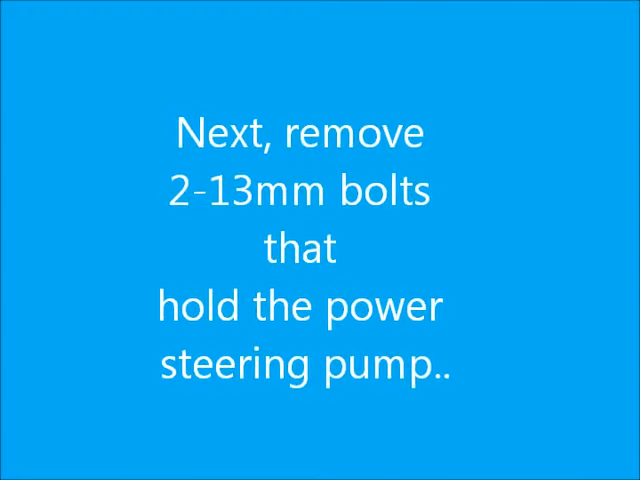 Next, remove
2-13mm bolts
that
hold the power
steering pump..